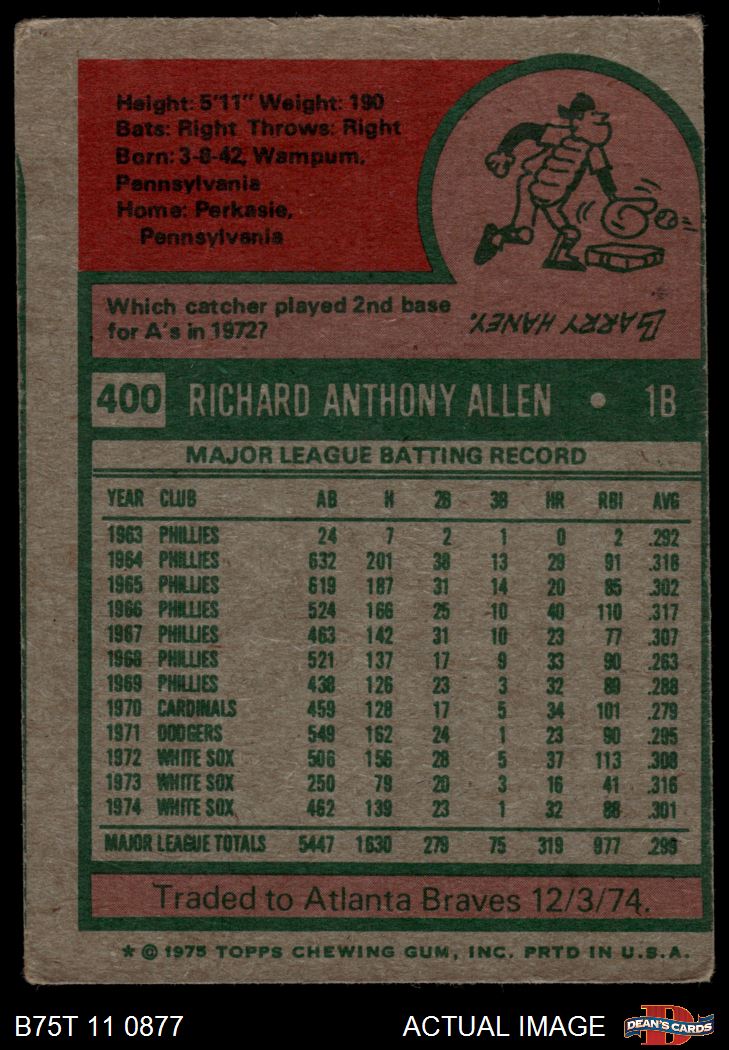 Height: 5'11" Weight: 190
Bats: Right Throws: Right
Born: 3-8-42, Wampum,
Pennsylvania
Home: Perkasie,
Pennsylvania
Which catcher played 2nd base
for A's in 1972?
BARRY HANEY.
400 RICHARD ANTHONY ALLEN • 1B
MAJOR LEAGUE BATTING RECORD
YEAR CLUB AB H 2B 3B HR RBI AVG
1963 PHILLIES 24 7 2 1 0 2 .292
1964 PHILLIES 632 201 38 13 29 91 .318
1965 PHILLIES 619 187 31 14 20 85 .302
1966 PHILLIES 524 166 25 10 40 110 .317
1967 PHILLIES 463 142 31 10 23 77 .307
1968 PHILLIES 521 137 17 9 33 90 .263
1969 PHILLIES 438 126 23 3 32 89 .288
1970 CARDINALS 459 128 17 5 34 101 .279
1971 DODGERS 549 162 24 1 23 90 .295
1972 WHITE SOX 506 156 28 5 37 113 .308
1973 WHITE SOX 250 79 20 3 16 41 .316
1974 WHITE SOX 462 139 23 1 32 88 .301
MAJOR LEAGUE TOTALS 5447 1630 279 75 319 977 .299
Traded to Atlanta Braves 12/3/74.
* © 1975 TOPPS CHEWING GUM, INC. PRTD IN U.S.A.
B75T 11 0877 ACTUAL IMAGE DEAN'S CARDS